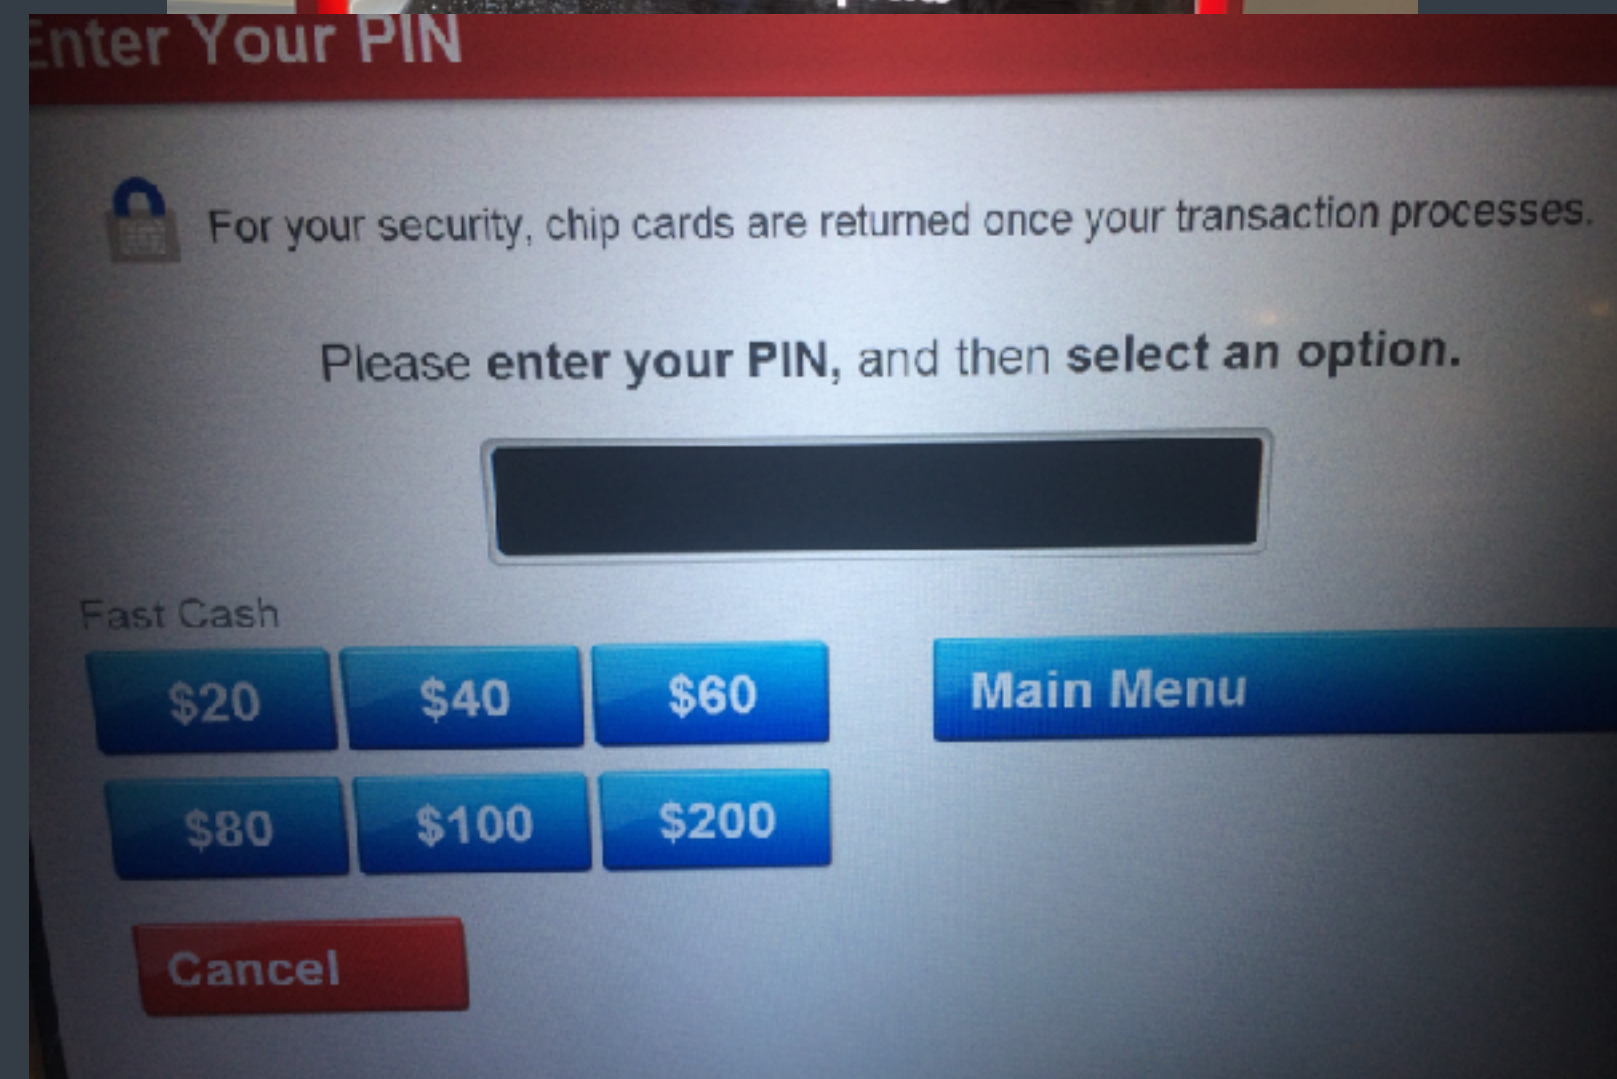 Enter Your PIN
For your security, chip cards are returned once your transaction processes.
Please enter your PIN, and then select an option.
Fast Cash
$20 $40 $60 Main Menu
$80 $100 $200
Cancel